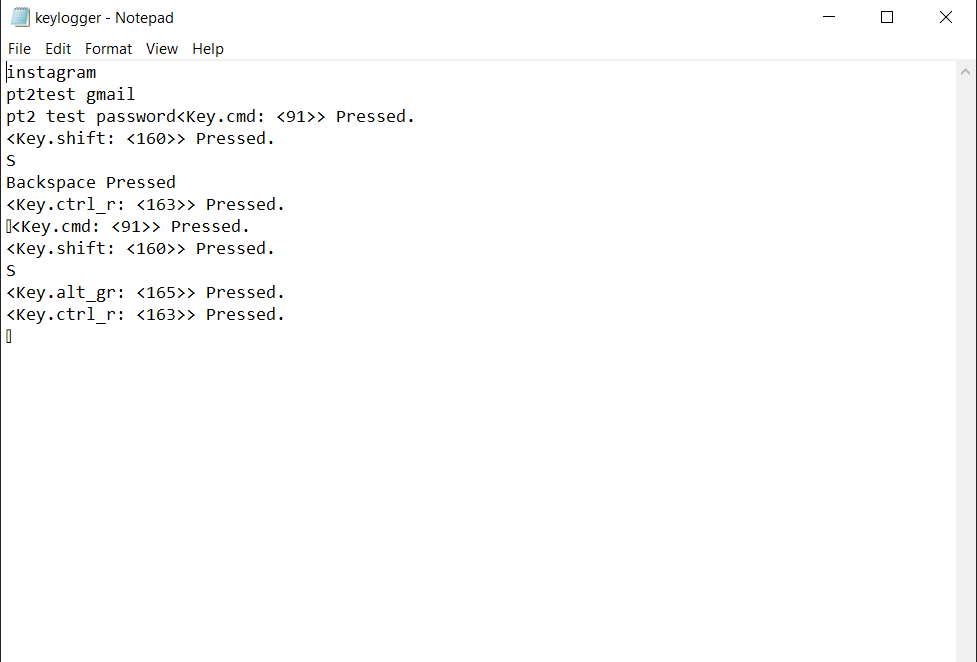 keylogger - Notepad
File Edit Format View Help
instagram
pt2test gmail
pt2 test password<Key.cmd: <91>> Pressed.
<Key.shift: <160>> Pressed.
S
Backspace Pressed
<Key.ctrl_r: <163>> Pressed.
▯<Key.cmd: <91>> Pressed.
<Key.shift: <160>> Pressed.
S
<Key.alt_gr: <165>> Pressed.
<Key.ctrl_r: <163>> Pressed.
▯